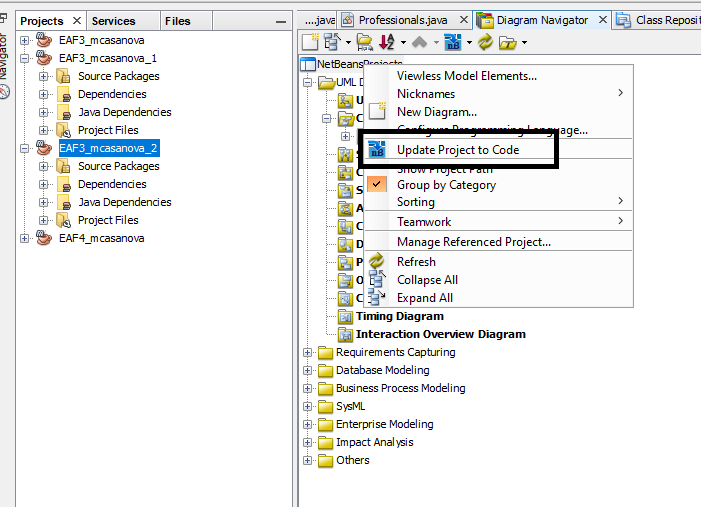 Projects
Services
Files
Navigator
EAF3_mcasanova
EAF3_mcasanova_1
Source Packages
Dependencies
Java Dependencies
Project Files
EAF3_mcasanova_2
Source Packages
Dependencies
Java Dependencies
Project Files
EAF4_mcasanova
....java
Professionals.java
Diagram Navigator
Class Reposit
NetBeansProjects
UML D
U
C
S
C
S
A
C
D
P
O
C
Timing Diagram
Interaction Overview Diagram
Requirements Capturing
Database Modeling
Business Process Modeling
SysML
Enterprise Modeling
Impact Analysis
Others
Viewless Model Elements...
Nicknames
New Diagram...
Configure Programming Language...
Update Project to Code
Show Project Path
Group by Category
Sorting
Teamwork
Manage Referenced Project...
Refresh
Collapse All
Expand All